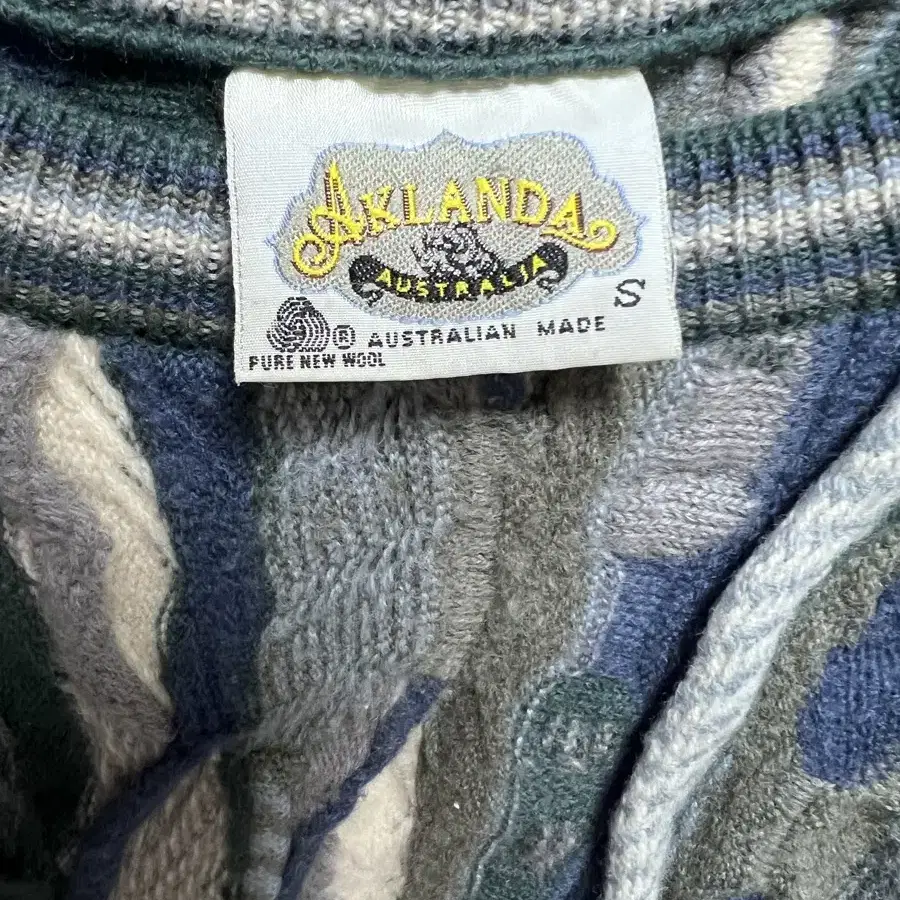 AKLANDA
AUSTRALIA
S
® AUSTRALIAN MADE
PURE NEW WOOL